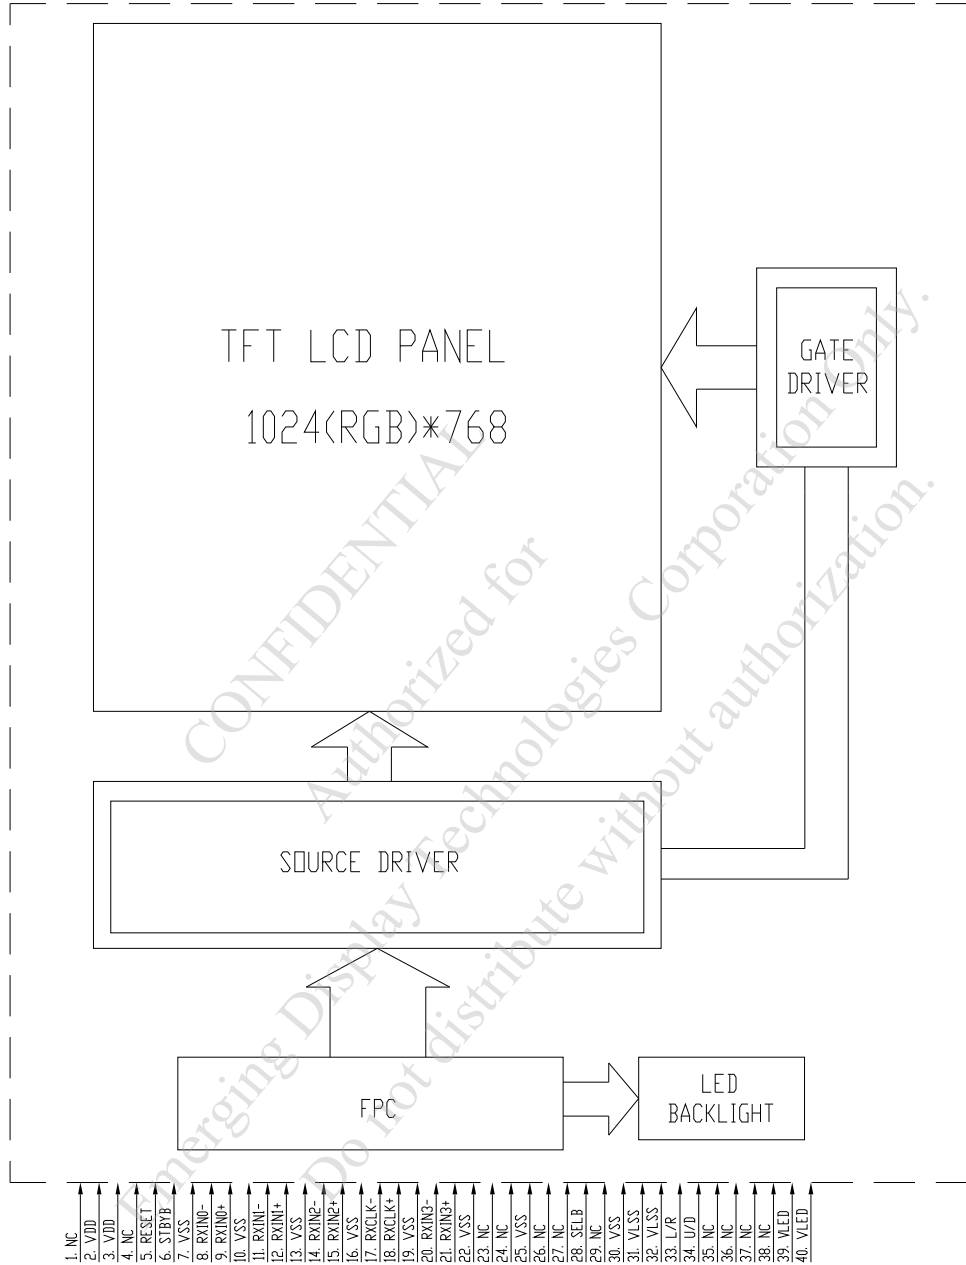 TFT LCD PANEL
1024(RGB)*768
GATE
DRIVER
SOURCE DRIVER
FPC
LED
BACKLIGHT
CONFIDENTIAL
Authorized for
Emerging Display Technologies Corporation Only.
Do not distribute without authorization.
1. NC
2. VDD
3. VDD
4. NC
5. RESET
6. STBYB
7. VSS
8. RXIN0-
9. RXIN0+
10. VSS
11. RXIN1-
12. RXIN1+
13. VSS
14. RXIN2-
15. RXIN2+
16. VSS
17. RXCLK-
18. RXCLK+
19. VSS
20. RXIN3-
21. RXIN3+
22. VSS
23. NC
24. NC
25. VSS
26. NC
27. NC
28. SELB
29. NC
30. VSS
31. VLSS
32. VLSS
33. L/R
34. U/D
35. NC
36. NC
37. NC
38. NC
39. VLED
40. VLED